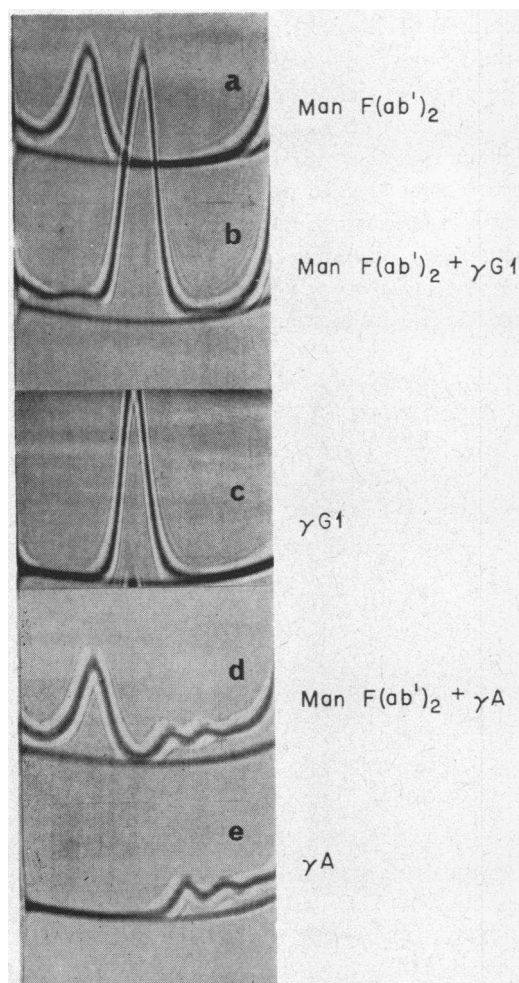 a
Man F(ab')₂
b
Man F(ab')₂ + γG1
c
γG1
d
Man F(ab')₂ + γA
e
γA